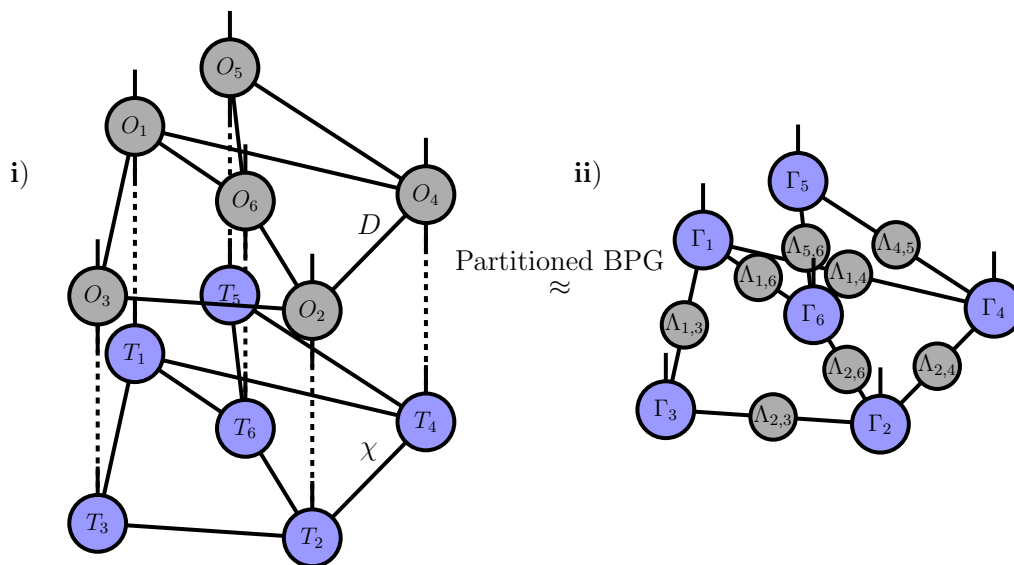 i)
O₅
O₁
O₆
O₄
D
O₃
O₂
T₅
T₁
T₆
T₄
χ
T₃
T₂
Partitioned BPG
≈
ii)
Γ₅
Γ₁
Λ₅,₆
Λ₄,₅
Λ₁,₆
Λ₁,₄
Γ₆
Γ₄
Λ₁,₃
Λ₂,₆
Λ₂,₄
Γ₃
Λ₂,₃
Γ₂